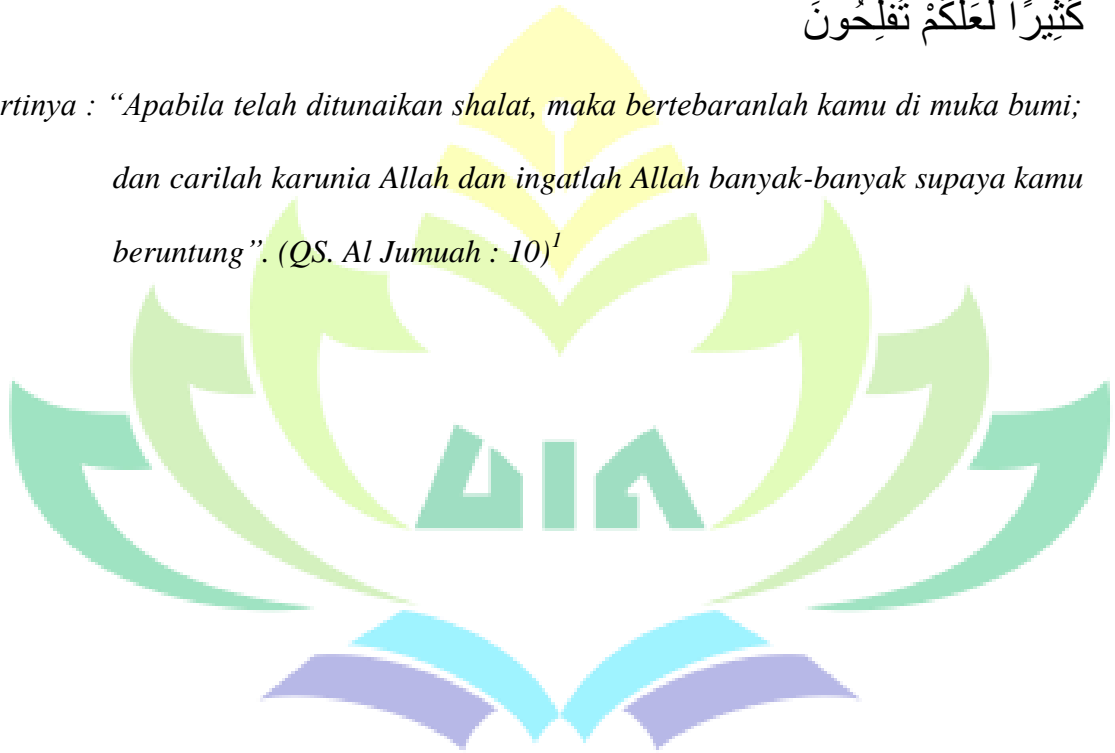 كَثِيرًا لَعَلَّكُمْ تُفْلِحُونَ
rtinya : “Apabila telah ditunaikan shalat, maka bertebaranlah kamu di muka bumi;
dan carilah karunia Allah dan ingatlah Allah banyak-banyak supaya kamu
beruntung”. (QS. Al Jumuah : 10)1
UIN